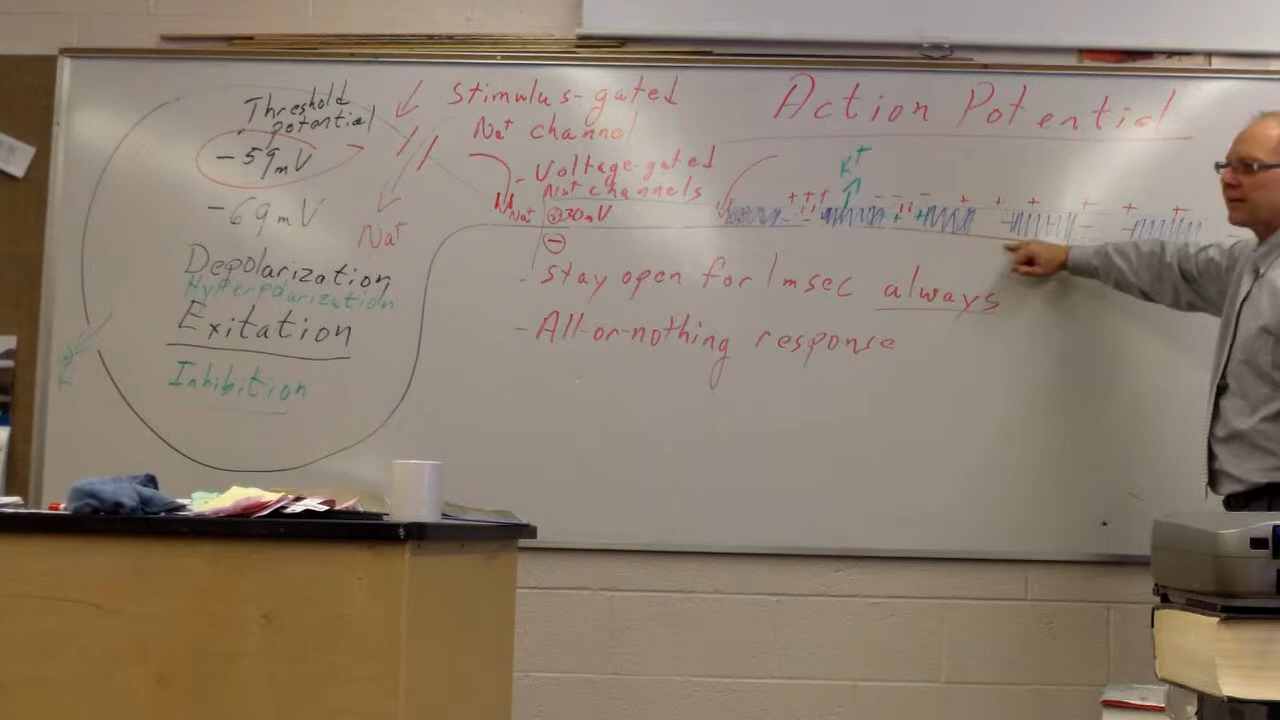 Threshold
potential
-59mV
-69mV
Depolarization
Hyperpolarization
Exitation
Inhibition
Na+
Stimulus-gated
Na+ channel
- Voltage-gated
Na+ channels
Na+
+30mV
- stay open for 1msec always
- All-or-nothing response
Action Potential
K+